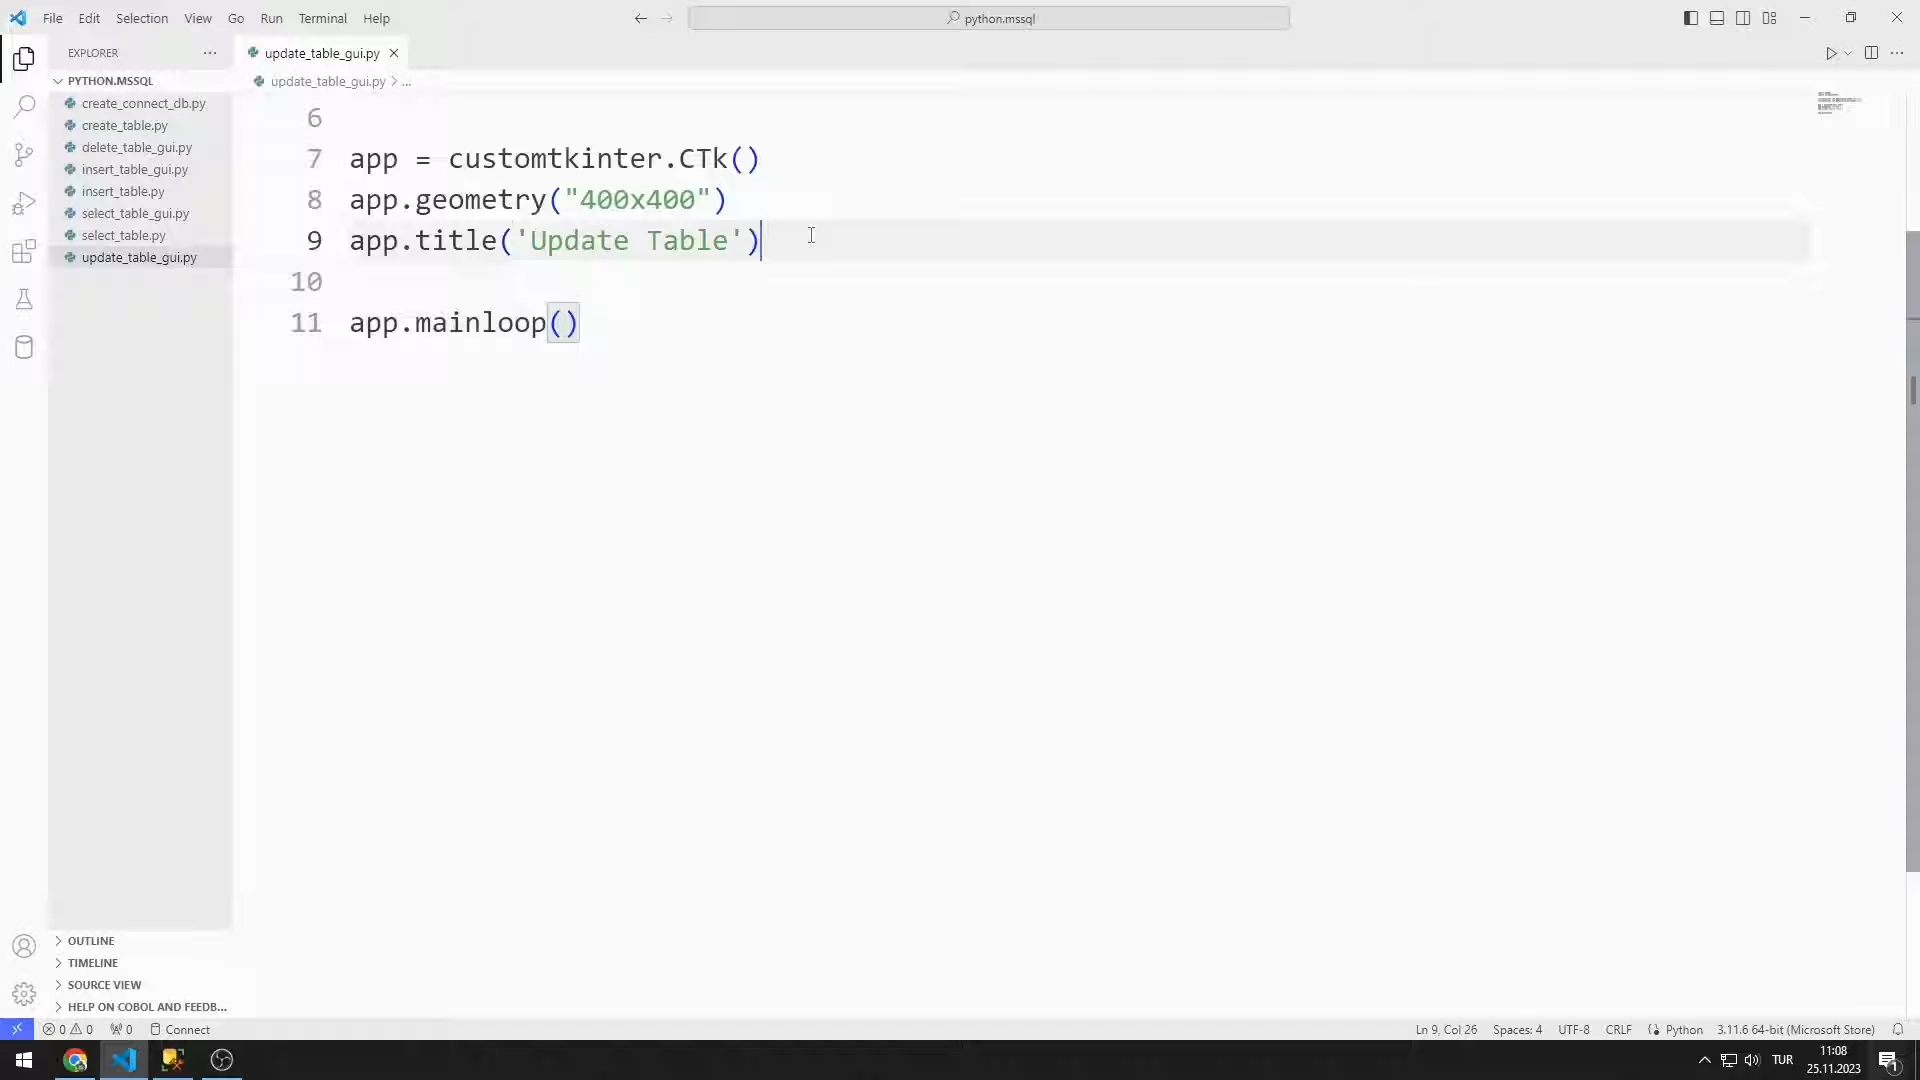 File Edit Selection View Go Run Terminal Help
python.mssql
EXPLORER
update_table_gui.py
PYTHON.MSSQL
update_table_gui.py > ...
create_connect_db.py
create_table.py
delete_table_gui.py
insert_table_gui.py
insert_table.py
select_table_gui.py
select_table.py
update_table_gui.py
6
7 app = customtkinter.CTk()
8 app.geometry("400x400")
9 app.title('Update Table')
10
11 app.mainloop()
OUTLINE
TIMELINE
SOURCE VIEW
HELP ON COBOL AND FEEDB...
0 0 0 Connect
Ln 9, Col 26 Spaces: 4 UTF-8 CRLF Python 3.11.6 64-bit (Microsoft Store)
TUR
11:08
25.11.2023
1